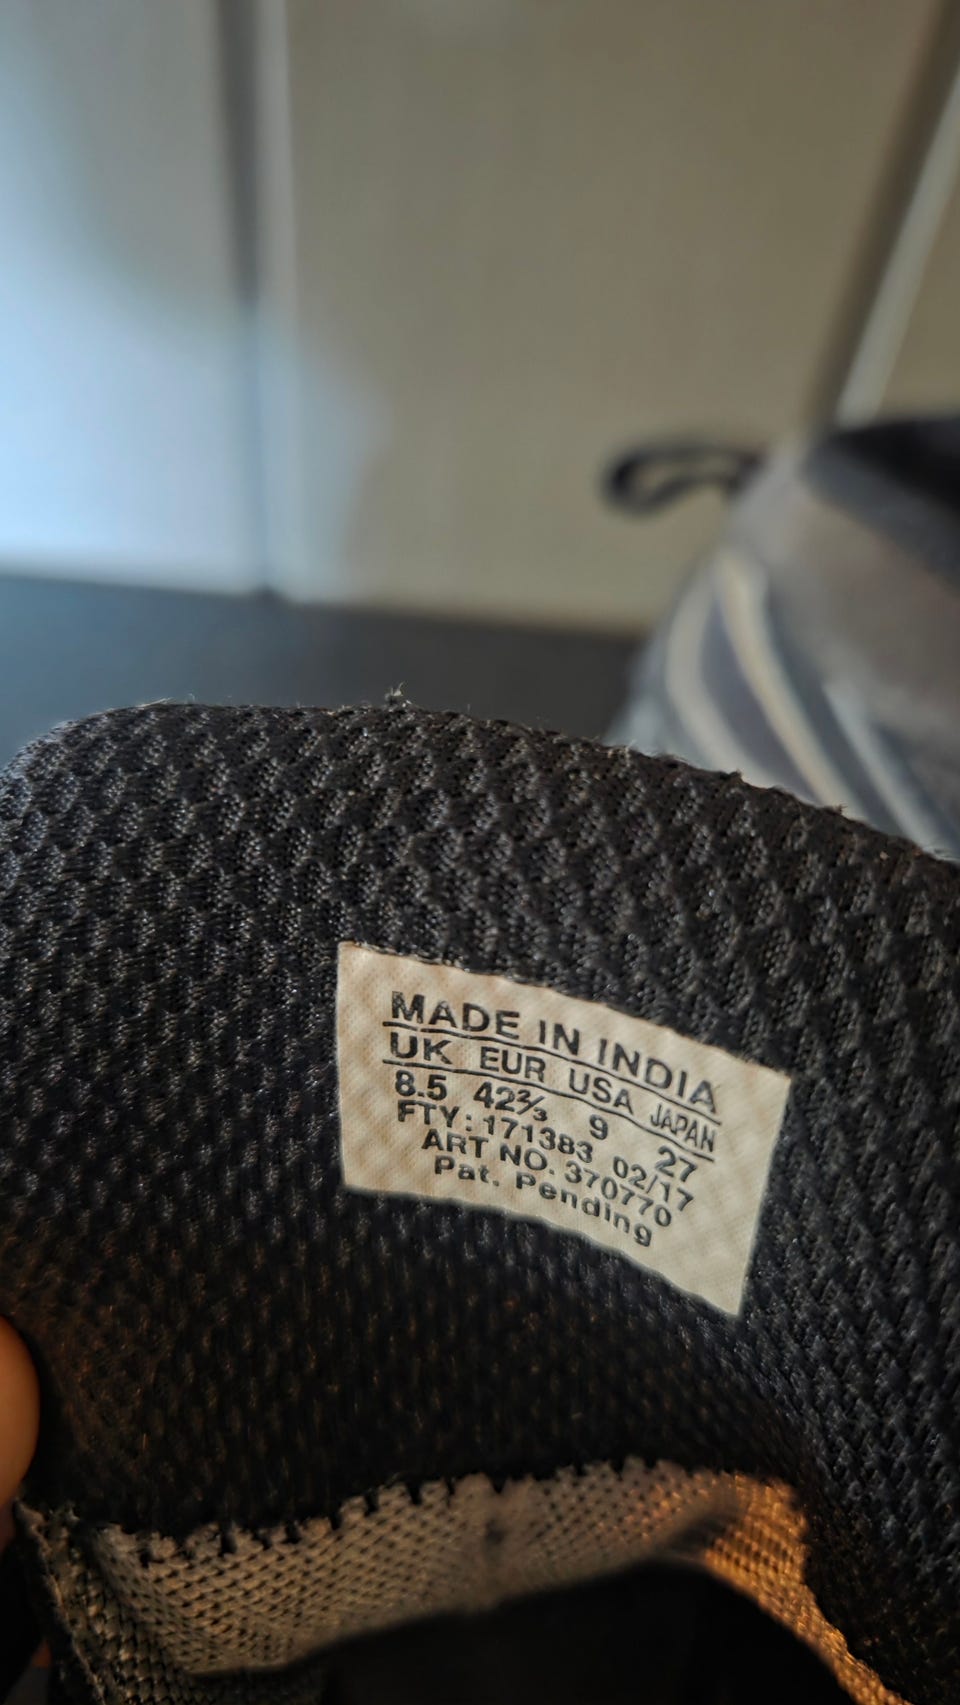 MADE IN INDIA
UK EUR USA JAPAN
8.5 42⅔ 9 27
FTY: 171383 02/17
ART NO. 370770
Pat. Pending